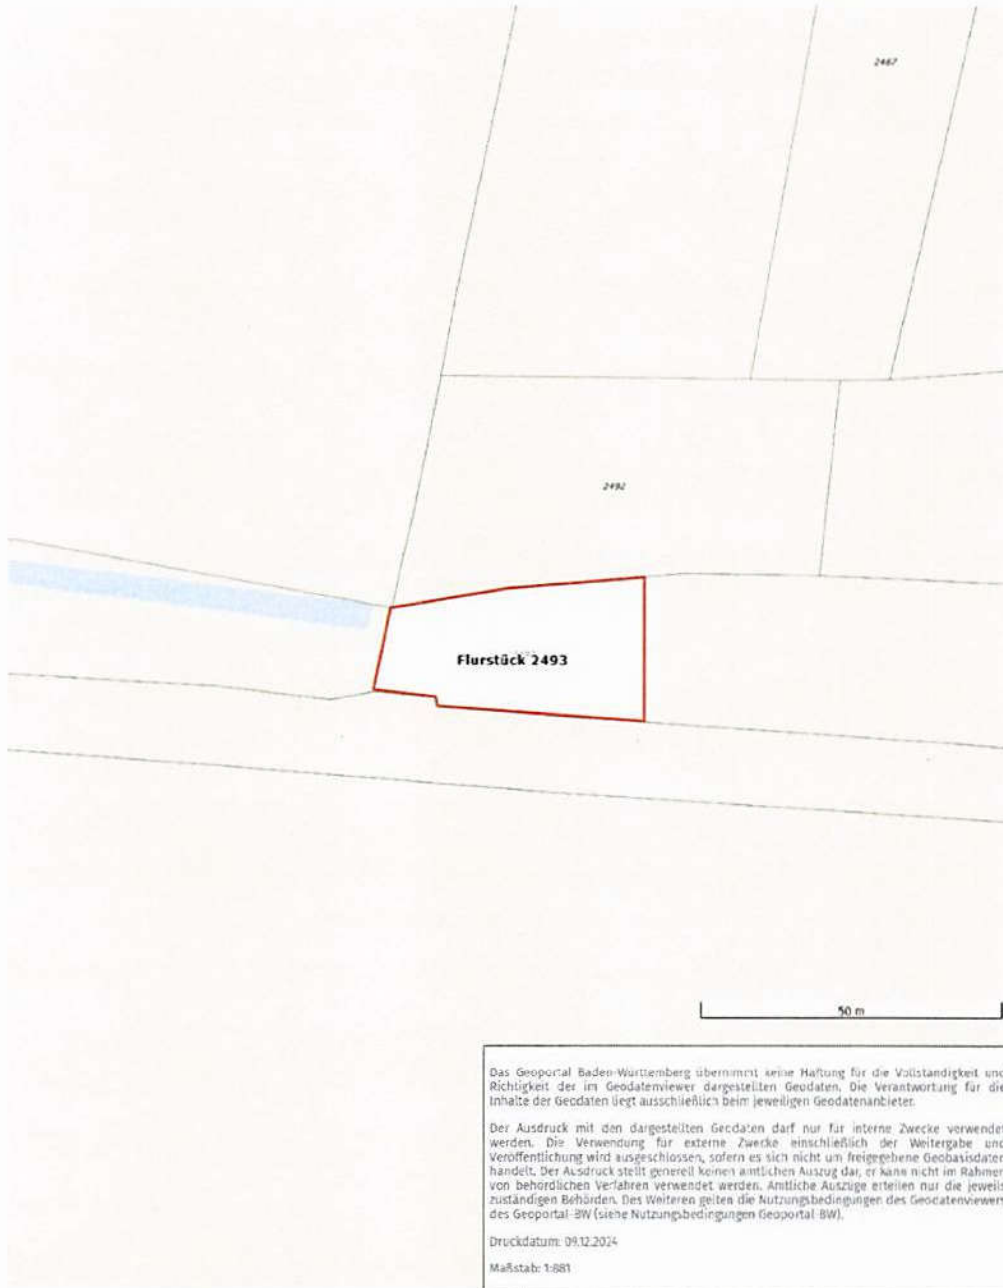 2467
2492
Flurstück 2493
50 m
Das Geoportal Baden-Württemberg übernimmt keine Haftung für die Vollständigkeit und
Richtigkeit der im Geodatenviewer dargestellten Geodaten. Die Verantwortung für die
Inhalte der Geodaten liegt ausschließlich beim jeweiligen Geodatenanbieter.
Der Ausdruck mit den dargestellten Geodaten darf nur für interne Zwecke verwendet
werden. Die Verwendung für externe Zwecke einschließlich der Weitergabe und
Veröffentlichung wird ausgeschlossen, sofern es sich nicht um freigegebene Geobasisdaten
handelt. Der Ausdruck stellt generell keinen amtlichen Auszug dar, er kann nicht im Rahmen
von behördlichen Verfahren verwendet werden. Amtliche Auszüge erteilen nur die jeweils
zuständigen Behörden. Des Weiteren gelten die Nutzungsbedingungen des Geodatenviewers
des Geoportal-BW (siehe Nutzungsbedingungen Geoportal-BW).
Druckdatum: 09.12.2024
Maßstab: 1:881